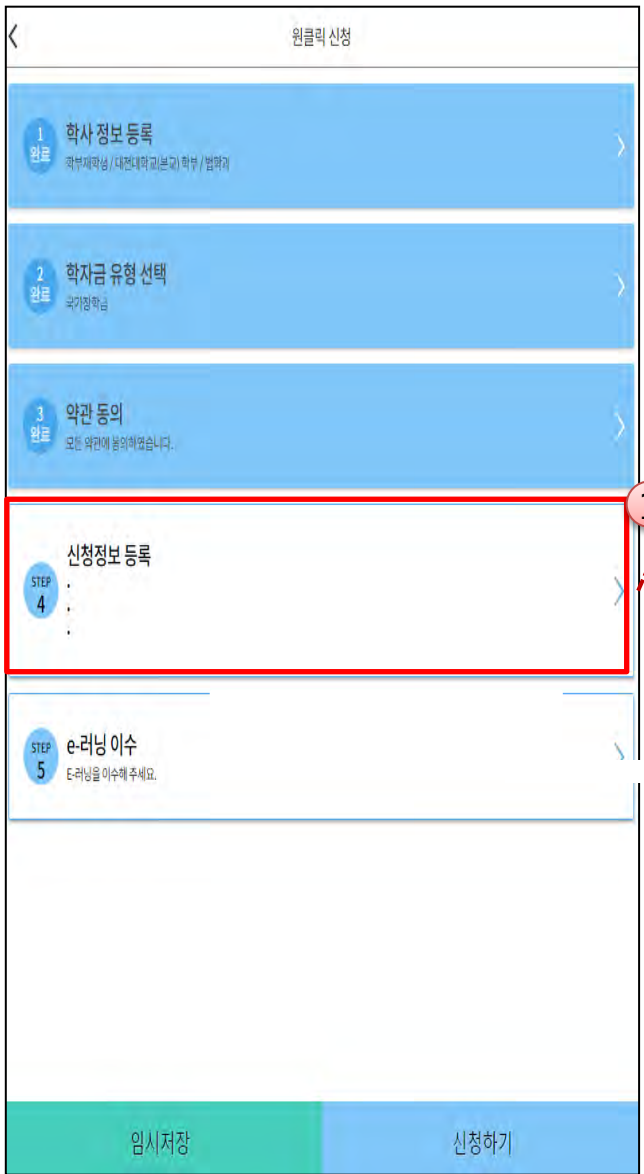 원클릭 신청
1
완료
학사 정보 등록
학부재학생 / 대전대학교(본교) 학부 / 법학과
2
완료
학자금 유형 선택
국가장학금
3
완료
약관 동의
모든 약관에 동의하였습니다.
STEP
4
신청정보 등록
.
.
.
STEP
5
e-러닝 이수
E-러닝을 이수해 주세요.
임시저장
신청하기